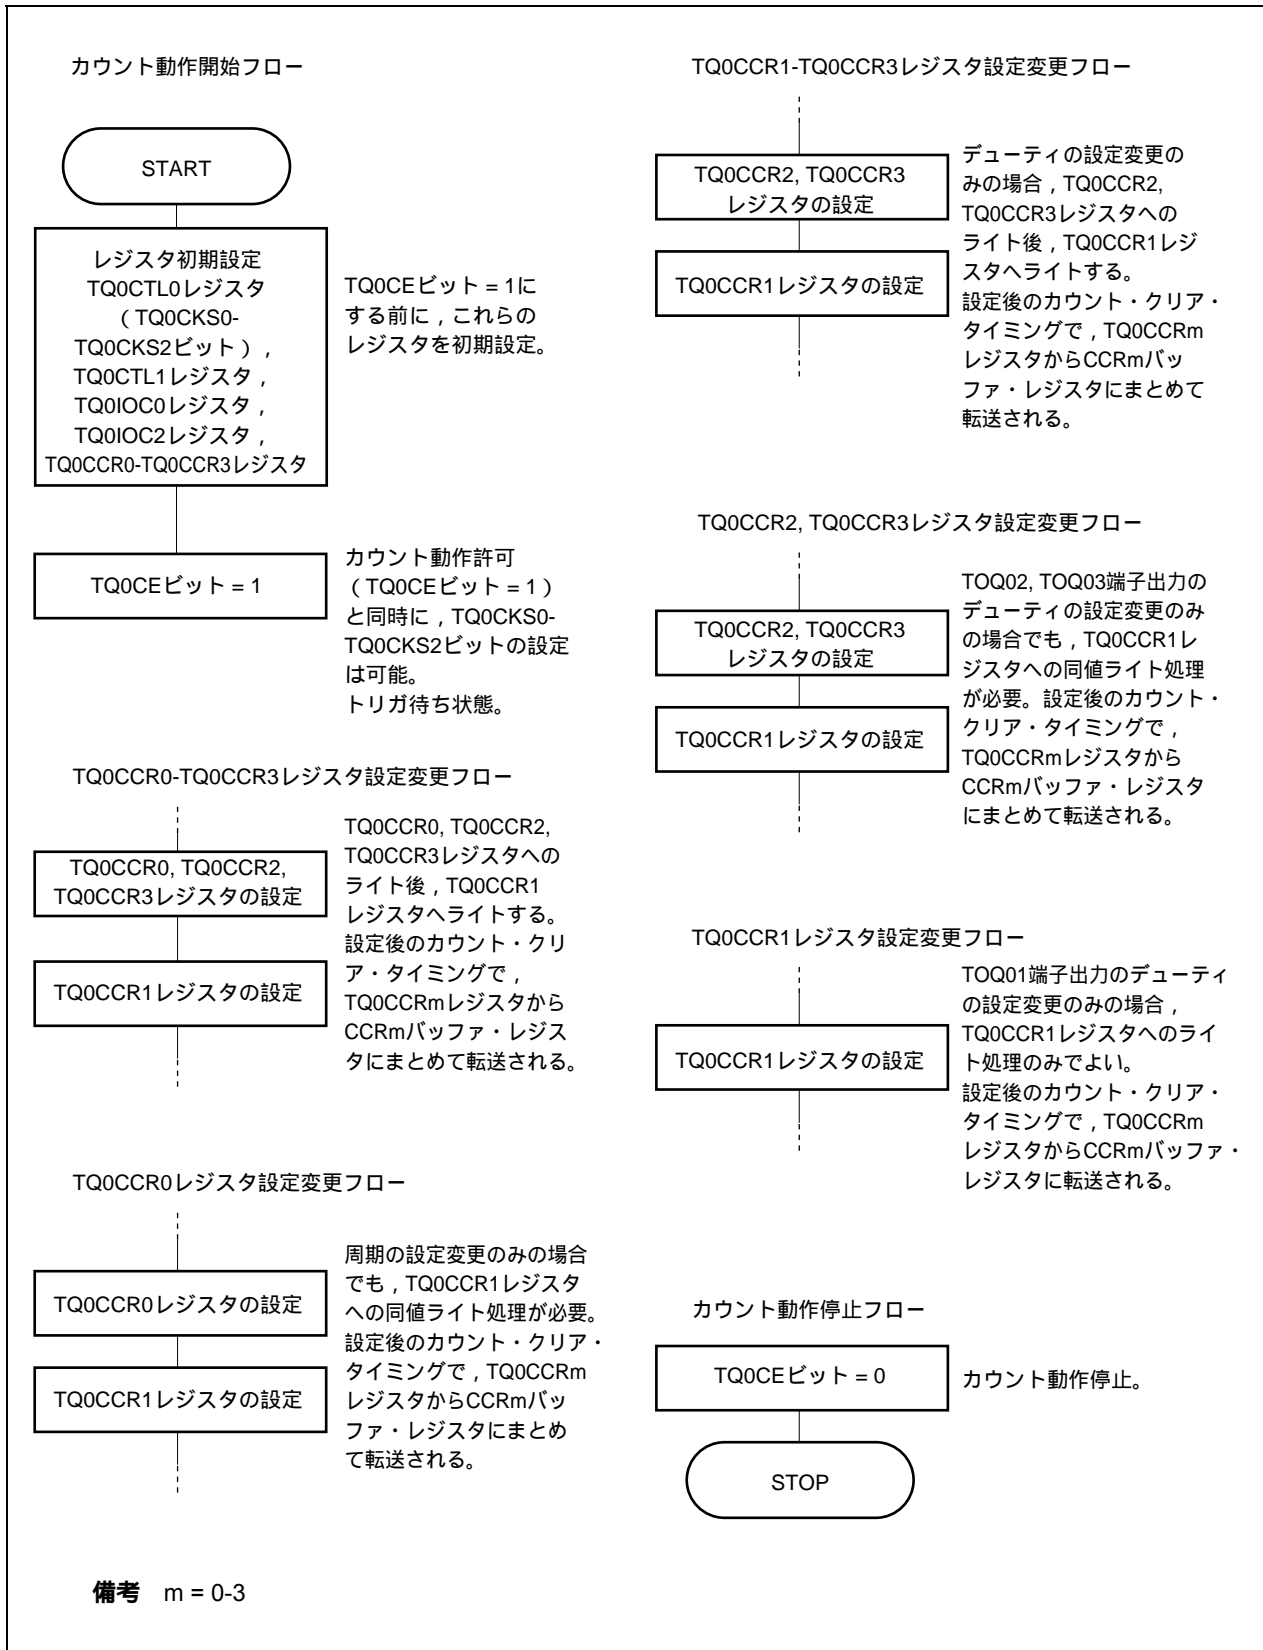 カウント動作開始フロー
START
レジスタ初期設定
TQ0CTL0レジスタ
（TQ0CKS0-
TQ0CKS2ビット），
TQ0CTL1レジスタ，
TQ0IOC0レジスタ，
TQ0IOC2レジスタ，
TQ0CCR0-TQ0CCR3レジスタ
TQ0CEビット = 1に
する前に，これらの
レジスタを初期設定。
TQ0CEビット = 1
カウント動作許可
（TQ0CEビット = 1）
と同時に，TQ0CKS0-
TQ0CKS2ビットの設定
は可能。
トリガ待ち状態。
TQ0CCR0-TQ0CCR3レジスタ設定変更フロー
TQ0CCR0, TQ0CCR2,
TQ0CCR3レジスタの設定
TQ0CCR1レジスタの設定
TQ0CCR0, TQ0CCR2,
TQ0CCR3レジスタへの
ライト後，TQ0CCR1
レジスタへライトする。
設定後のカウント・クリ
ア・タイミングで，
TQ0CCRmレジスタから
CCRmバッファ・レジス
タにまとめて転送される。
TQ0CCR0レジスタ設定変更フロー
TQ0CCR0レジスタの設定
TQ0CCR1レジスタの設定
周期の設定変更のみの場合
でも，TQ0CCR1レジスタ
への同値ライト処理が必要。
設定後のカウント・クリア・
タイミングで，TQ0CCRm
レジスタからCCRmバッ
ファ・レジスタにまとめ
て転送される。
TQ0CCR1-TQ0CCR3レジスタ設定変更フロー
TQ0CCR2, TQ0CCR3
レジスタの設定
TQ0CCR1レジスタの設定
デューティの設定変更の
みの場合，TQ0CCR2,
TQ0CCR3レジスタへの
ライト後，TQ0CCR1レジ
スタへライトする。
設定後のカウント・クリア・
タイミングで，TQ0CCRm
レジスタからCCRmバッ
ファ・レジスタにまとめて
転送される。
TQ0CCR2, TQ0CCR3レジスタ設定変更フロー
TQ0CCR2, TQ0CCR3
レジスタの設定
TQ0CCR1レジスタの設定
TOQ02, TOQ03端子出力の
デューティの設定変更のみ
の場合でも，TQ0CCR1レ
ジスタへの同値ライト処理
が必要。設定後のカウント・
クリア・タイミングで，
TQ0CCRmレジスタから
CCRmバッファ・レジスタ
にまとめて転送される。
TQ0CCR1レジスタ設定変更フロー
TQ0CCR1レジスタの設定
TOQ01端子出力のデューティ
の設定変更のみの場合，
TQ0CCR1レジスタへのライ
ト処理のみでよい。
設定後のカウント・クリア・
タイミングで，TQ0CCRm
レジスタからCCRmバッファ・
レジスタに転送される。
カウント動作停止フロー
TQ0CEビット = 0
カウント動作停止。
STOP
備考　m = 0-3